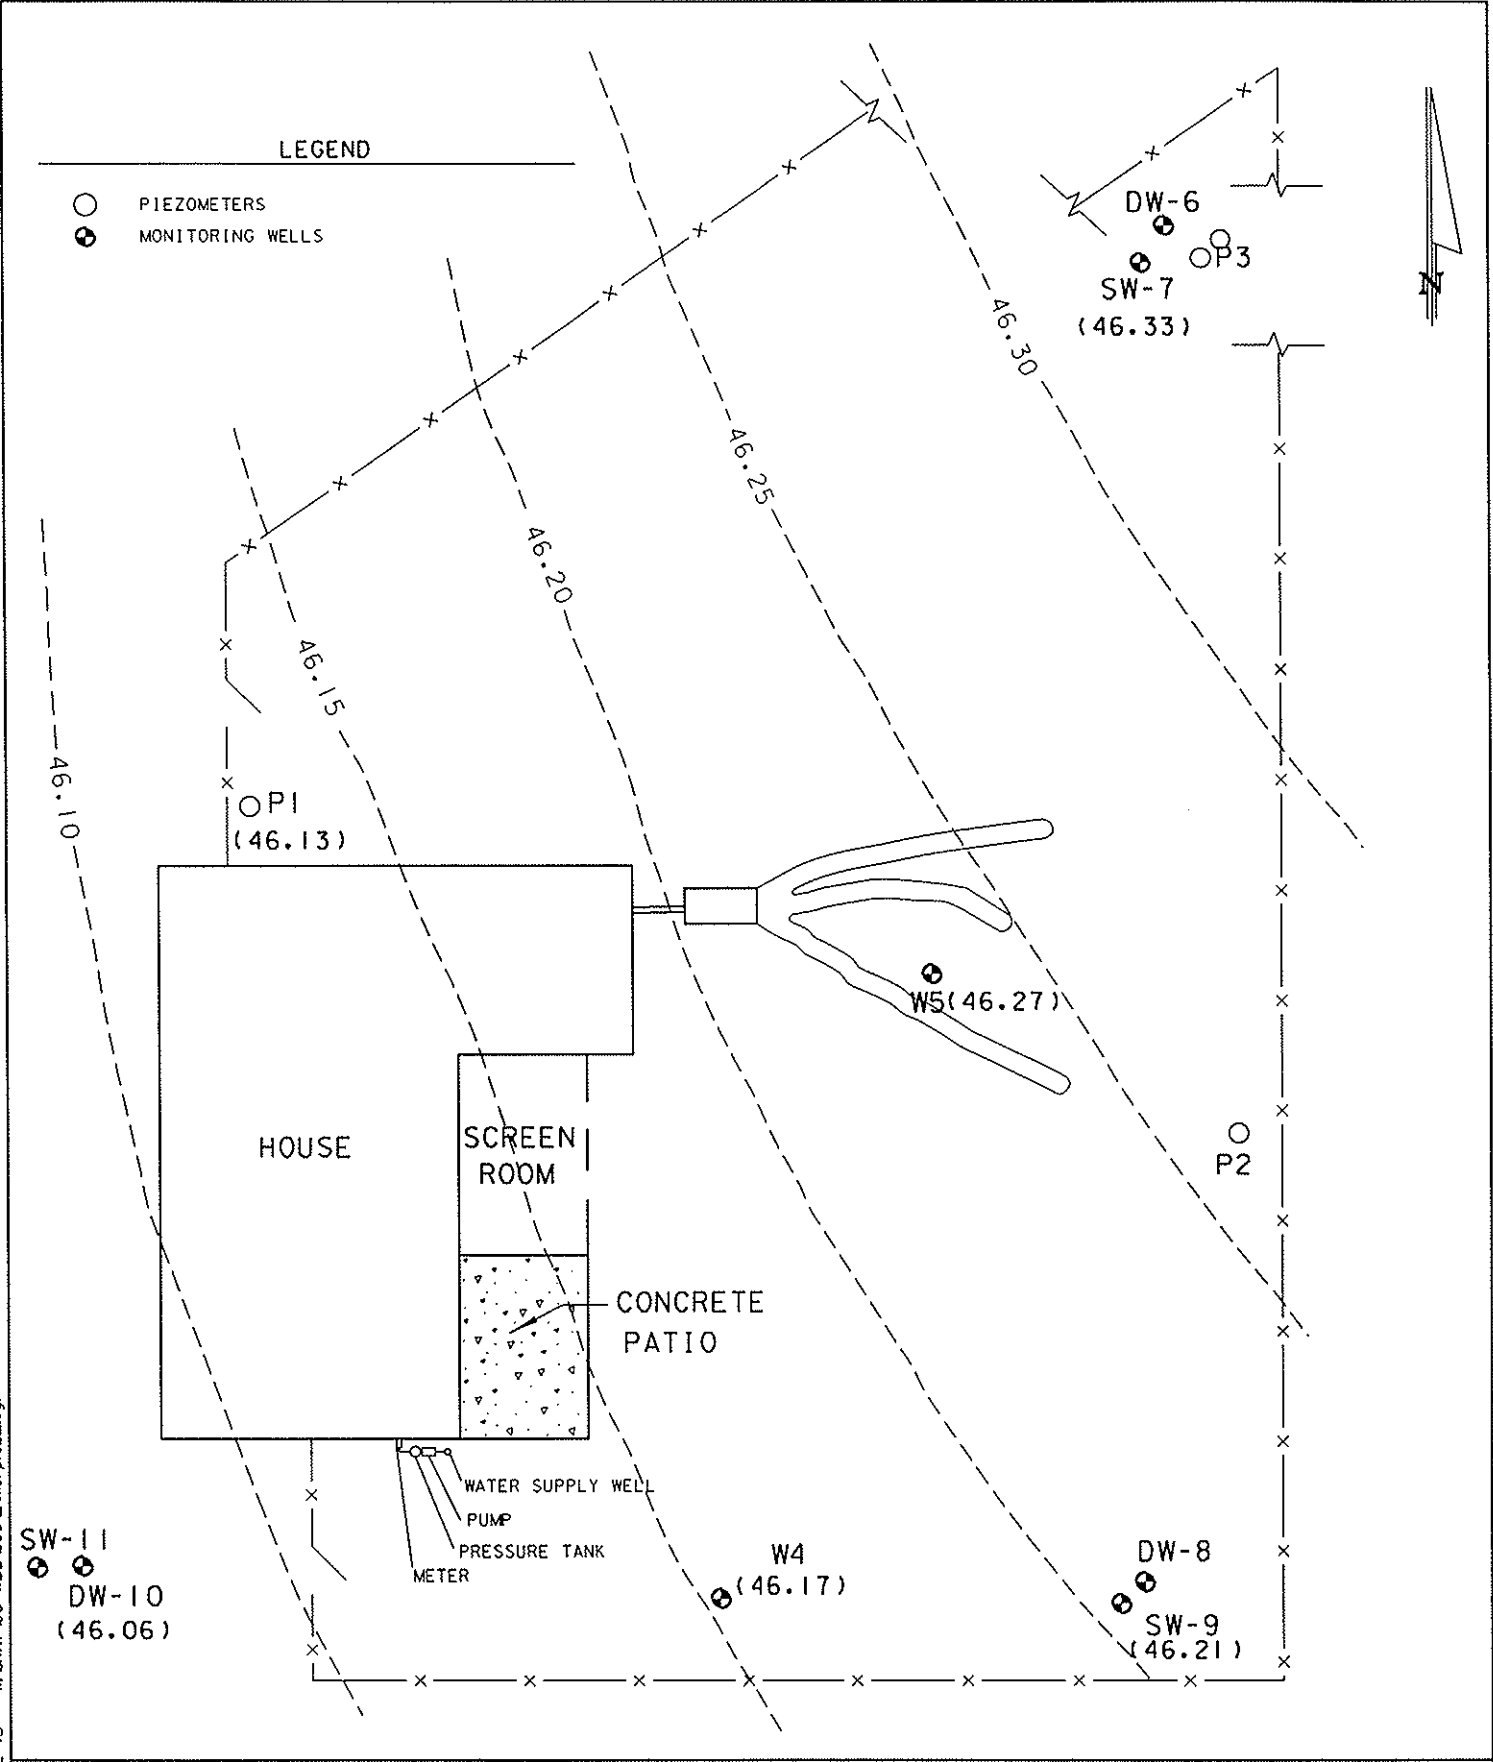 LEGEND
PIEZOMETERS
MONITORING WELLS
DW-6
P3
SW-7
(46.33)
N
46.30
46.25
46.20
46.15
46.10
P1
(46.13)
W5(46.27)
P2
HOUSE
SCREEN
ROOM
CONCRETE
PATIO
WATER SUPPLY WELL
PUMP
PRESSURE TANK
METER
SW-11
DW-10
(46.06)
W4
(46.17)
DW-8
SW-9
(46.21)